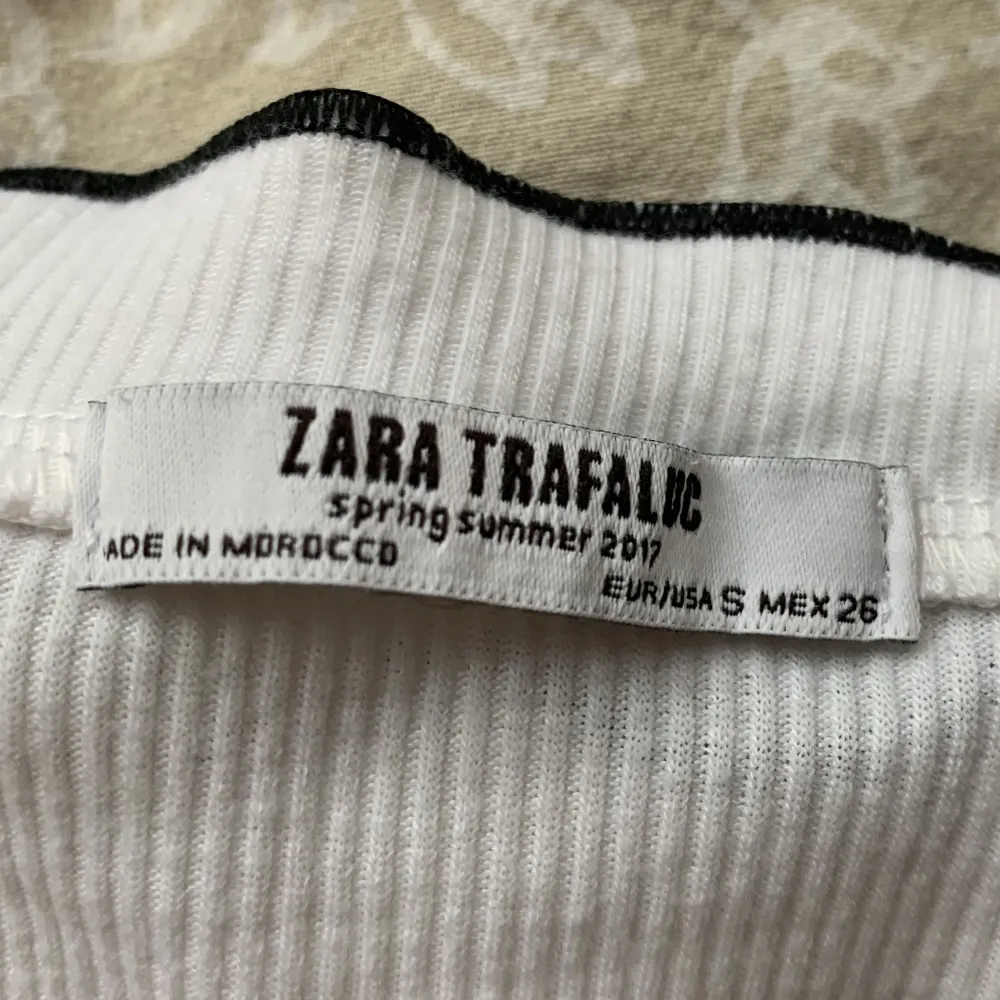 ZARA TRAFALUC
spring summer 2017
ADE IN MOROCCO
EUR/USA S MEX 26